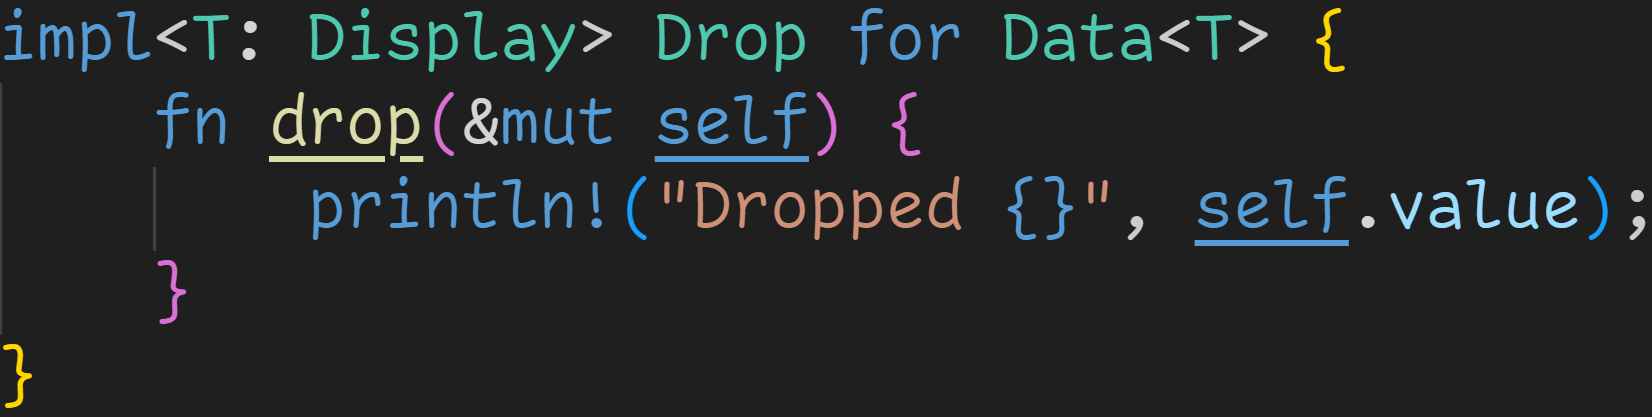 impl<T: Display> Drop for Data<T> {
    fn drop(&mut self) {
        println!("Dropped {}", self.value);
    }
}